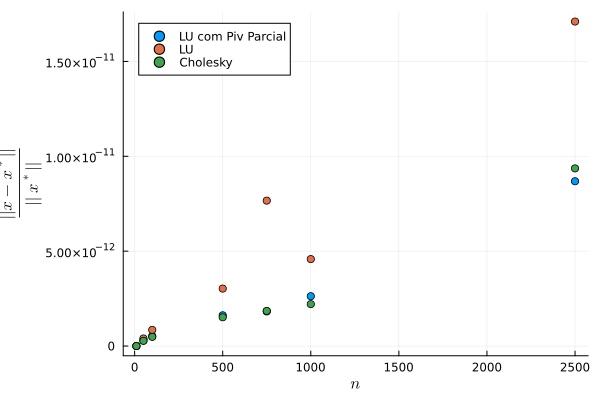 LU com Piv Parcial
LU
Cholesky
1.50×10⁻¹¹
1.00×10⁻¹¹
5.00×10⁻¹²
0
||x − x*||
||x*||
0 500 1000 1500 2000 2500
n